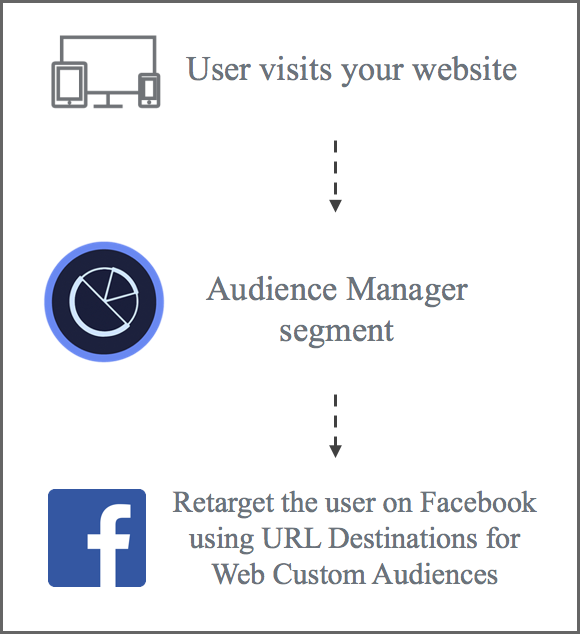 User visits your website
Audience Manager
segment
Retarget the user on Facebook
using URL Destinations for
Web Custom Audiences